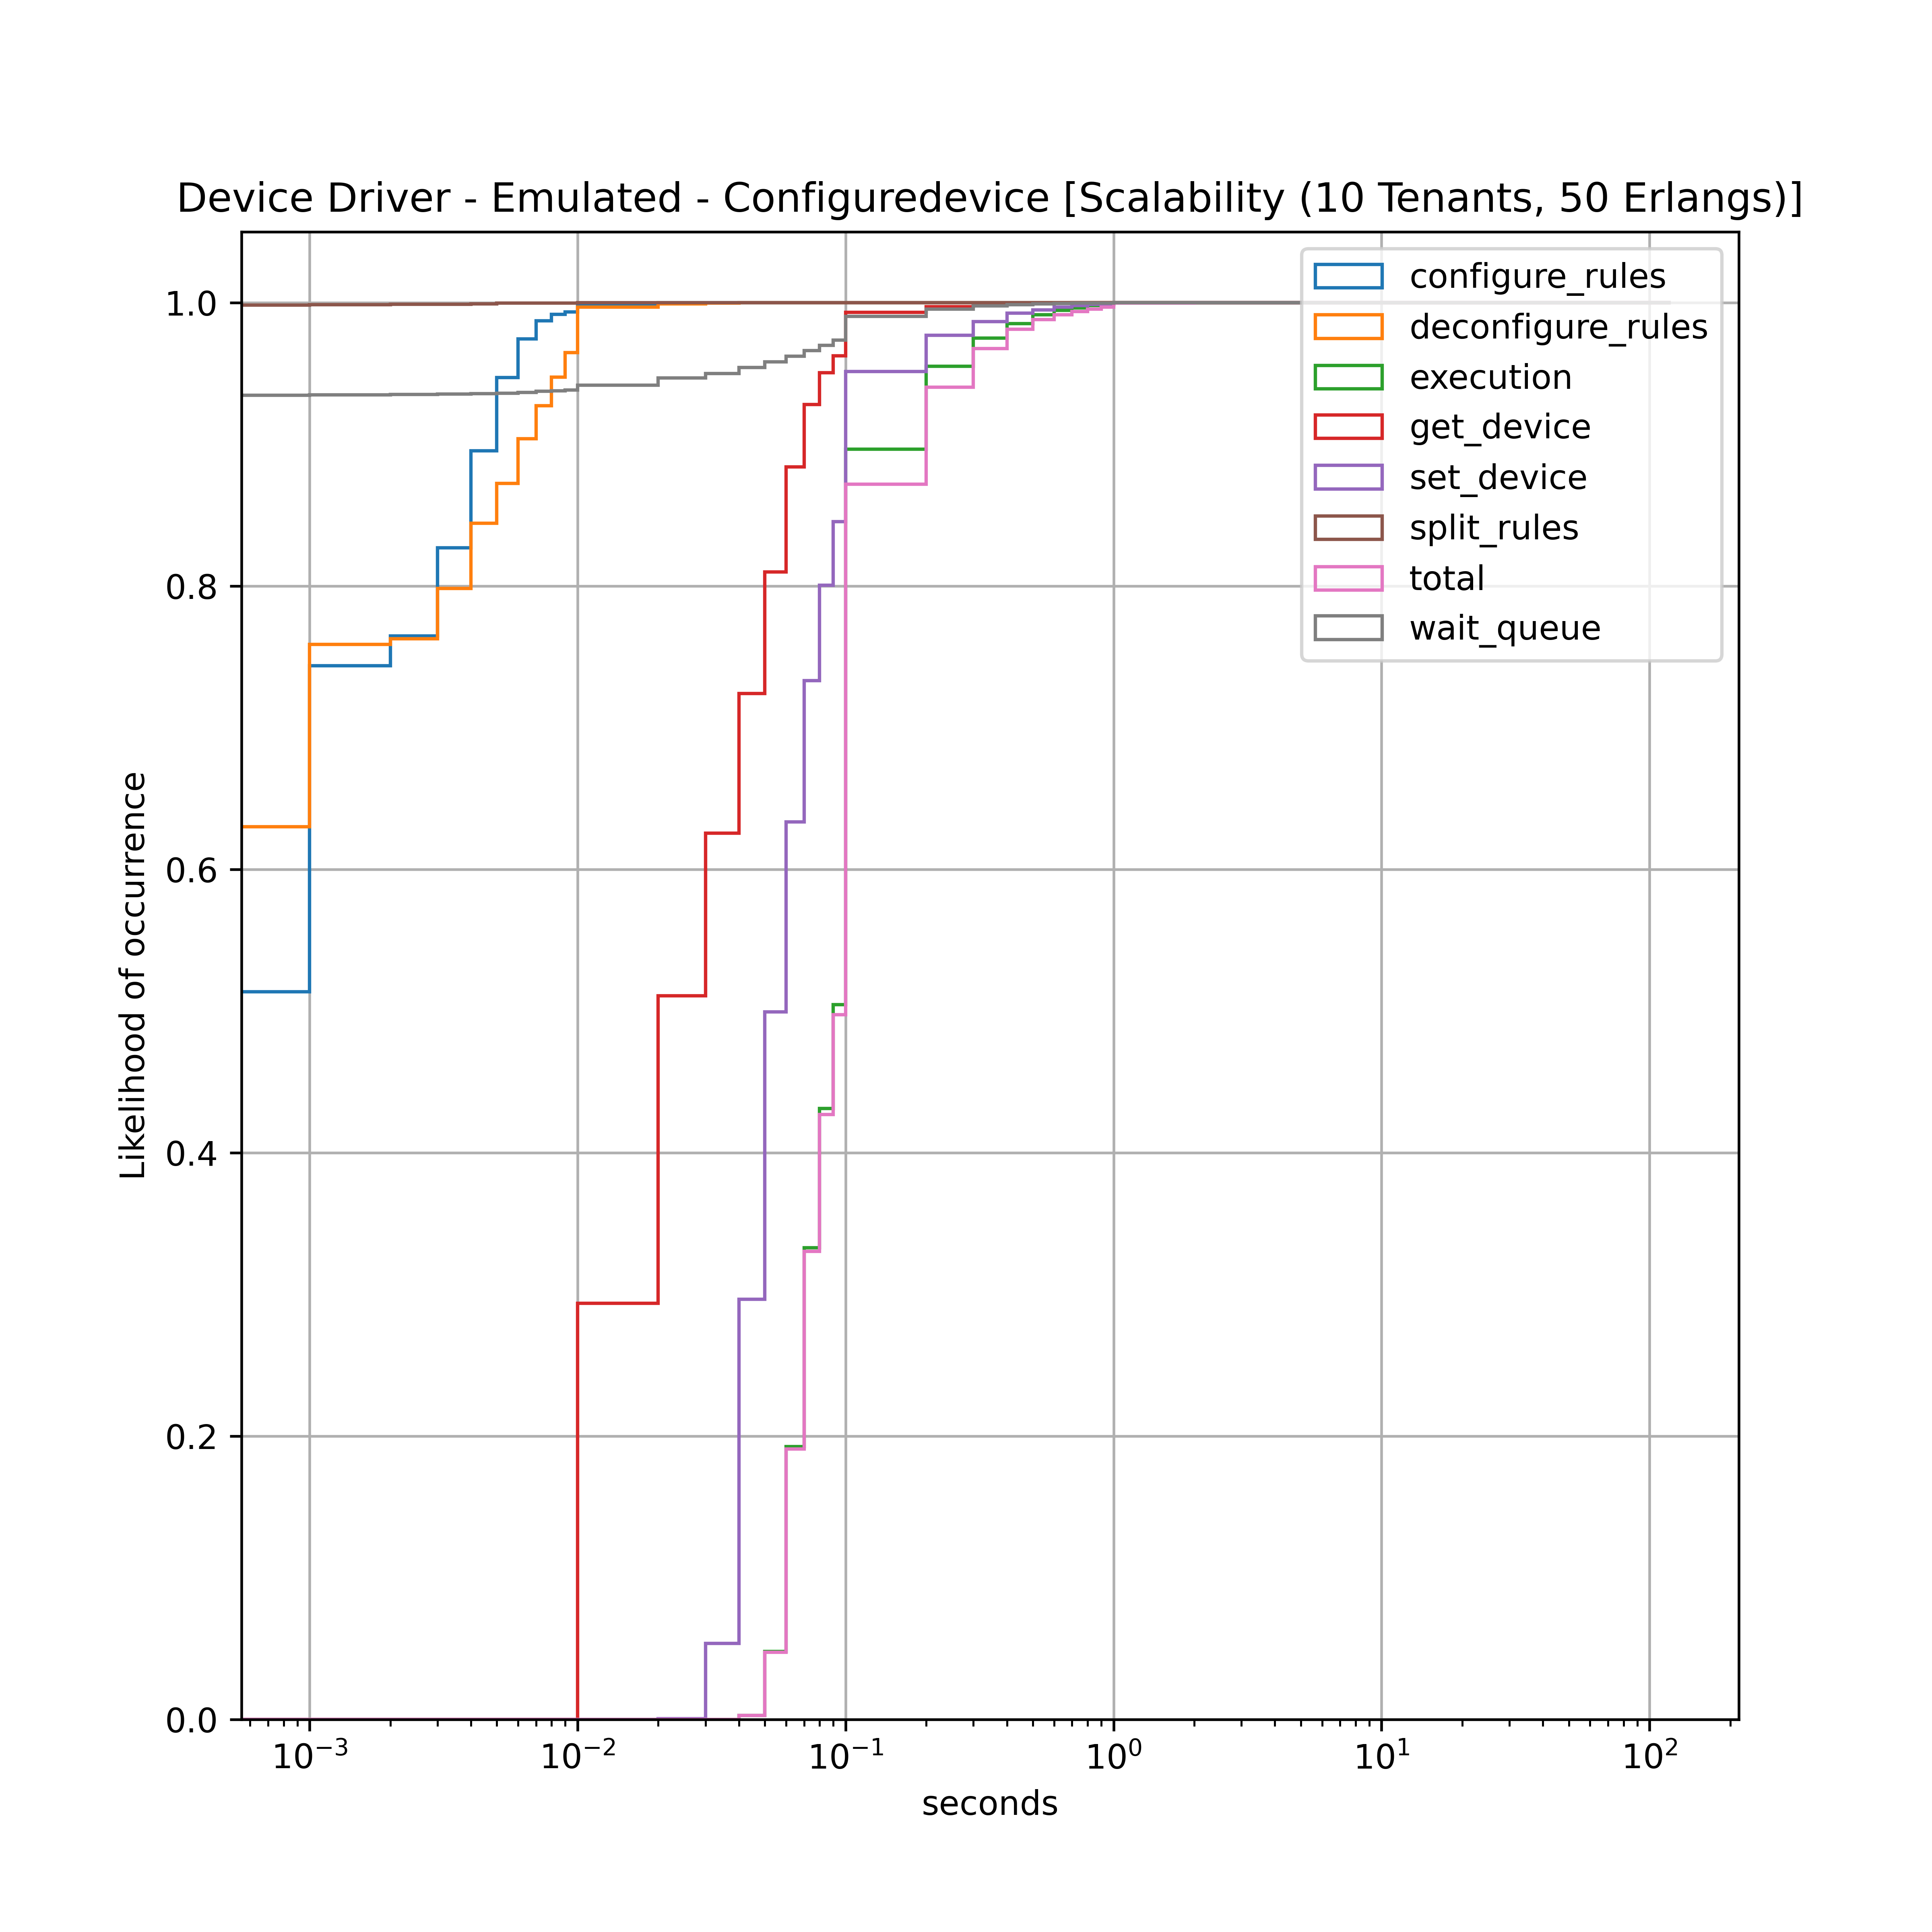 Device Driver - Emulated - Configuredevice [Scalability (10 Tenants, 50 Erlangs)]
configure_rules
deconfigure_rules
execution
get_device
set_device
split_rules
total
wait_queue
Likelihood of occurrence
1.0
0.8
0.6
0.4
0.2
0.0
10⁻³ 10⁻² 10⁻¹ 10⁰ 10¹ 10²
seconds